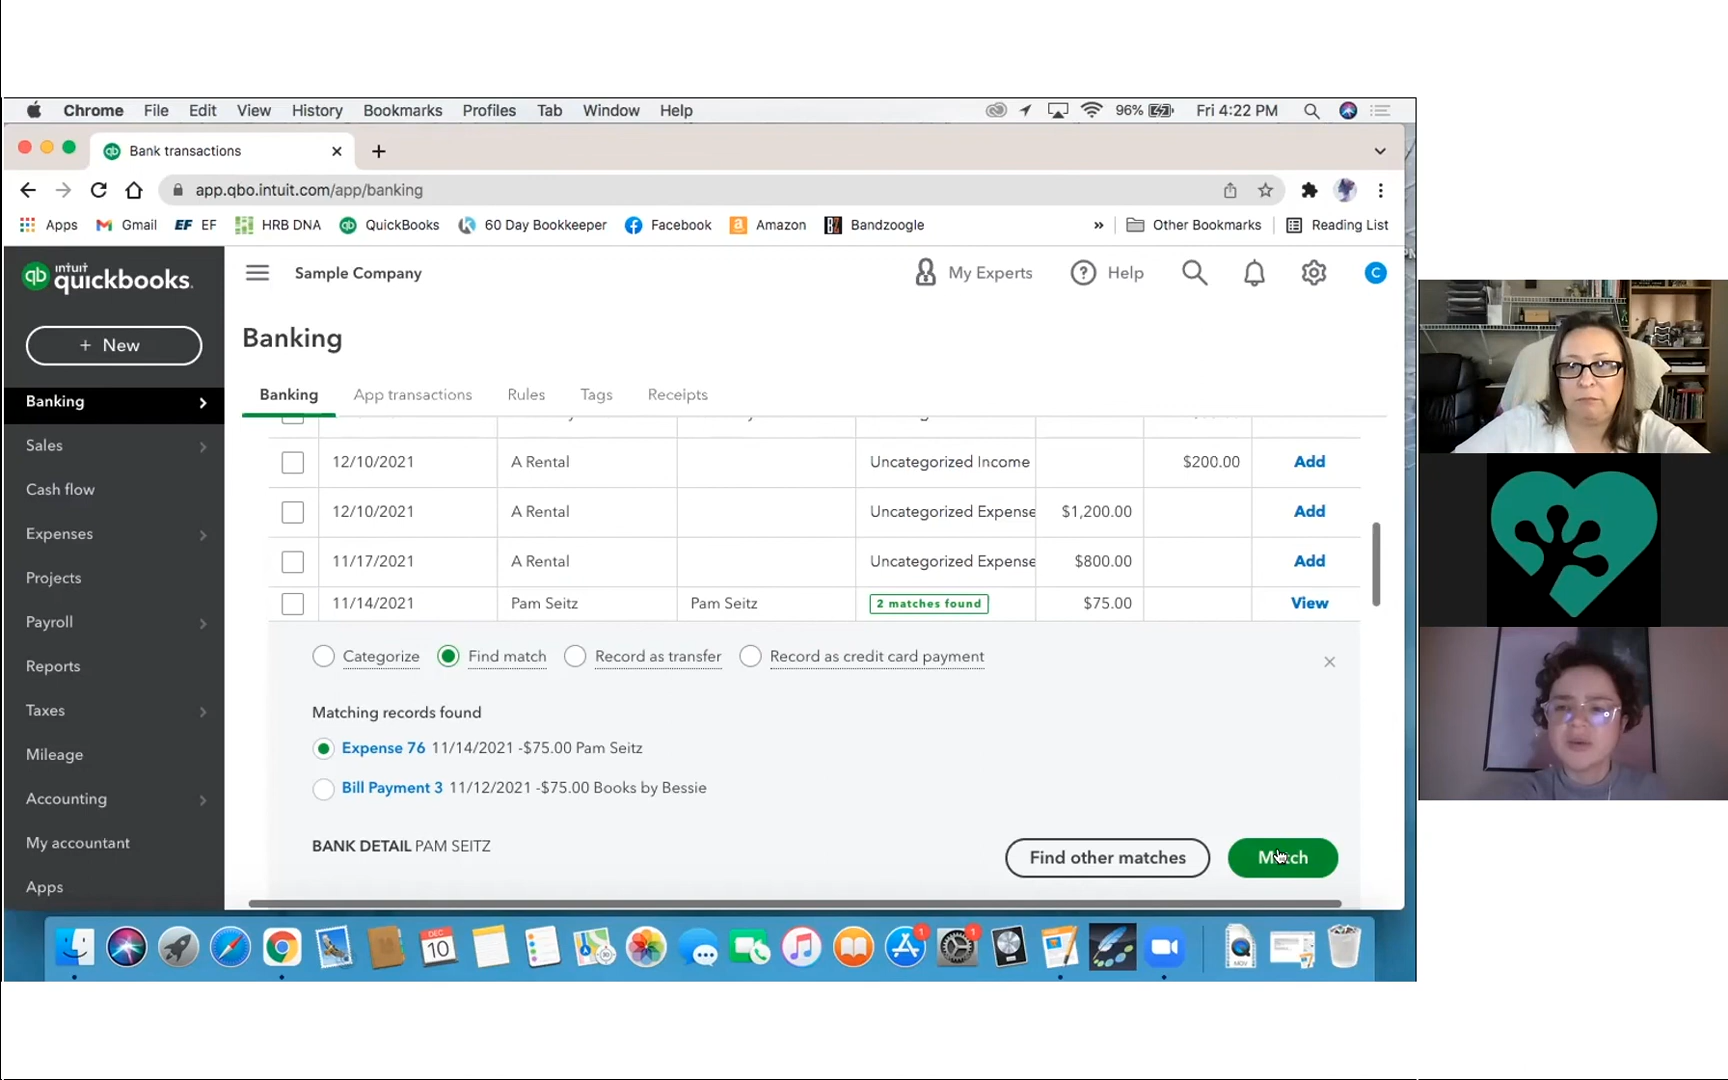 Chrome File Edit View History Bookmarks Profiles Tab Window Help 96% Fri 4:22 PM
Bank transactions
app.qbo.intuit.com/app/banking
Apps Gmail EF EF HRB DNA QuickBooks 60 Day Bookkeeper Facebook Amazon Bandzoogle » Other Bookmarks Reading List
intuit quickbooks.
Sample Company My Experts Help C
+ New
Banking
Banking App transactions Rules Tags Receipts
Banking
Sales
Cash flow
Expenses
Projects
Payroll
Reports
Taxes
Mileage
Accounting
My accountant
Apps
12/10/2021 A Rental Uncategorized Income $200.00 Add
12/10/2021 A Rental Uncategorized Expense $1,200.00 Add
11/17/2021 A Rental Uncategorized Expense $800.00 Add
11/14/2021 Pam Seitz Pam Seitz 2 matches found $75.00 View
Categorize Find match Record as transfer Record as credit card payment
Matching records found
Expense 76 11/14/2021 -$75.00 Pam Seitz
Bill Payment 3 11/12/2021 -$75.00 Books by Bessie
BANK DETAIL PAM SEITZ Find other matches Match
DEC
10
1
1